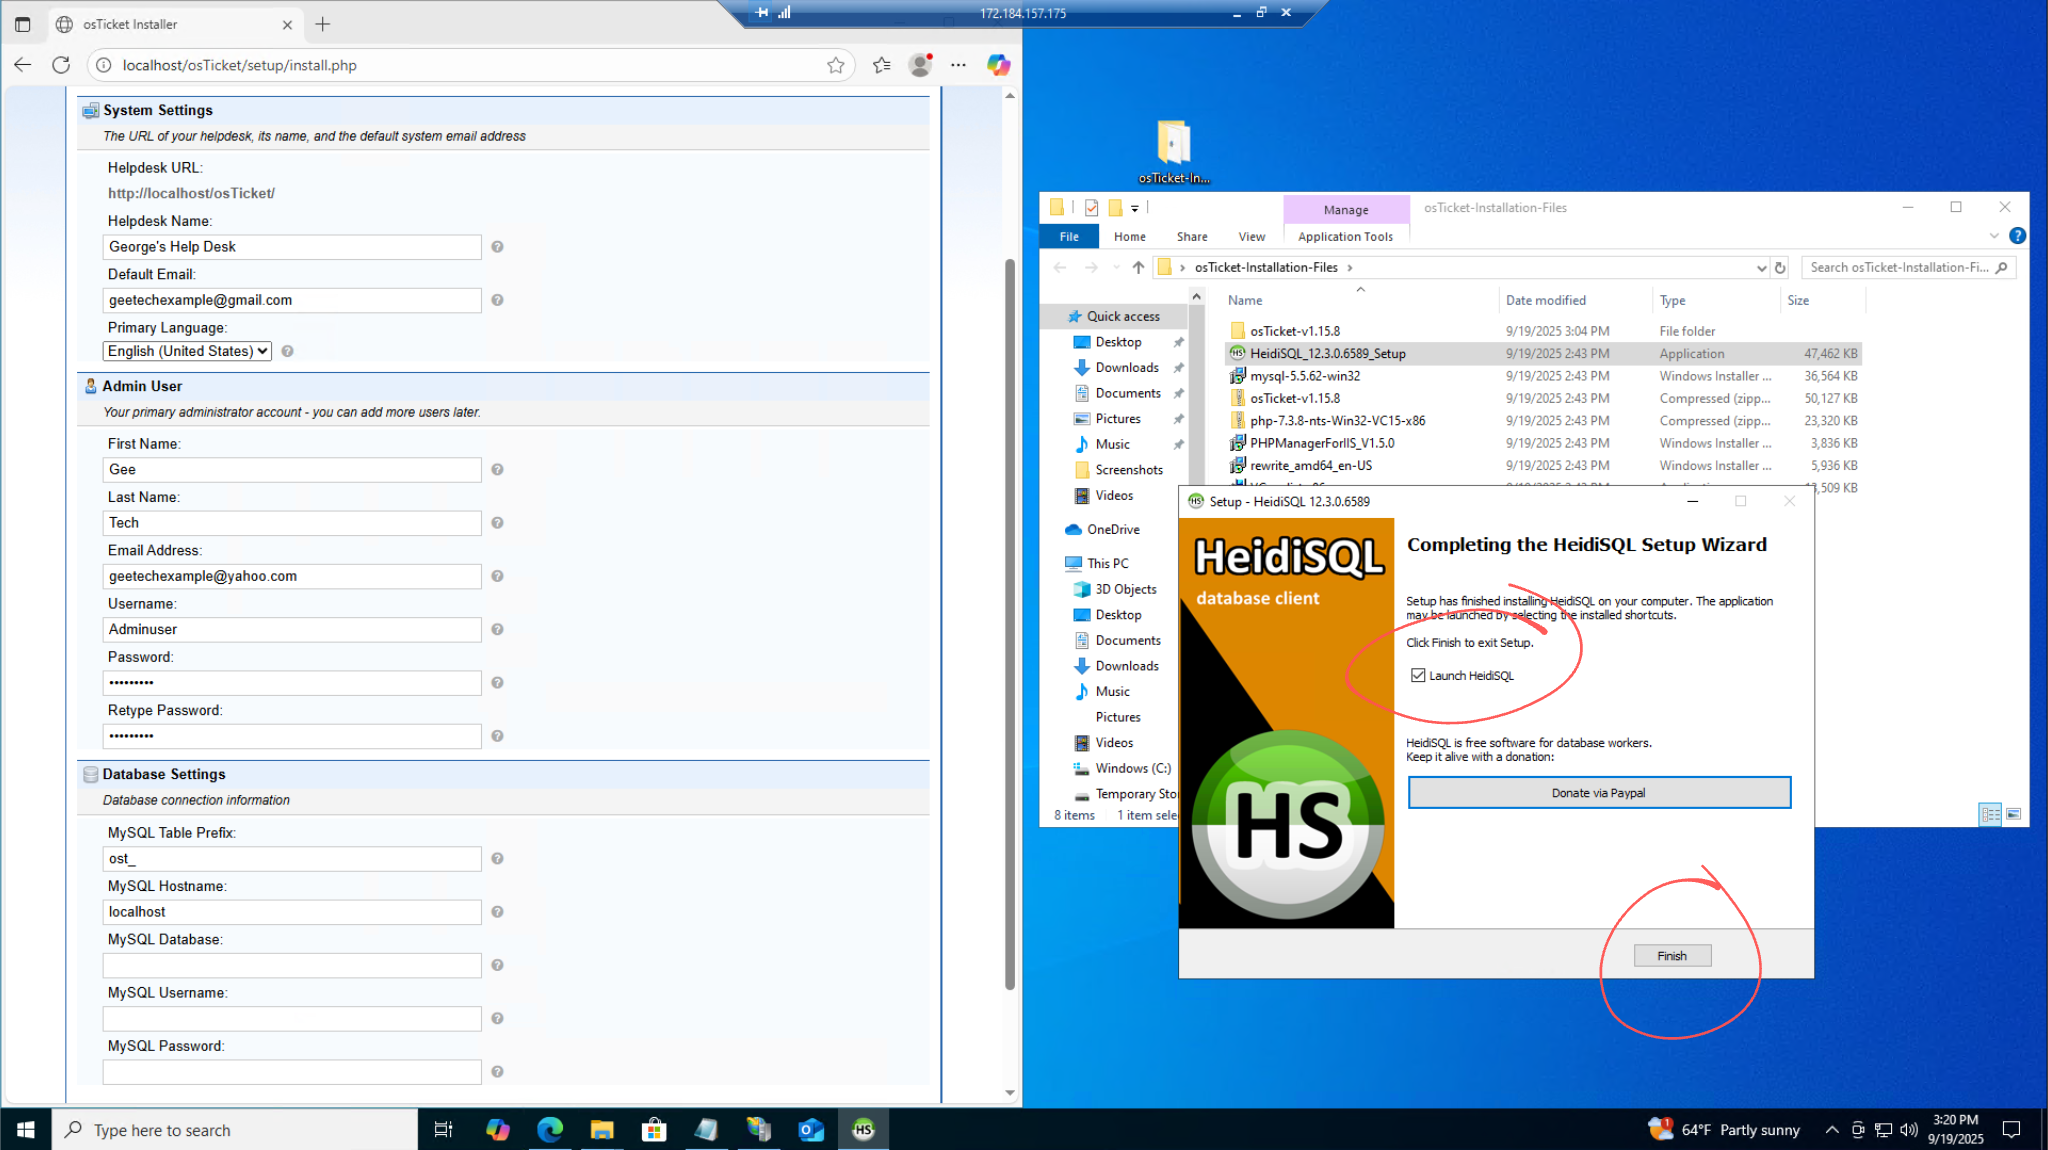 osTicket Installer
172.184.157.175
localhost/osTicket/setup/install.php
System Settings
The URL of your helpdesk, its name, and the default system email address
Helpdesk URL:
http://localhost/osTicket/
Helpdesk Name:
George's Help Desk
Default Email:
geetechexample@gmail.com
Primary Language:
English (United States)
Admin User
Your primary administrator account - you can add more users later.
First Name:
Gee
Last Name:
Tech
Email Address:
geetechexample@yahoo.com
Username:
Adminuser
Password:
•••••••••
Retype Password:
•••••••••
Database Settings
Database connection information
MySQL Table Prefix:
ost_
MySQL Hostname:
localhost
MySQL Database:
MySQL Username:
MySQL Password:
osTicket-In...
Manage
osTicket-Installation-Files
File Home Share View Application Tools
osTicket-Installation-Files
Search osTicket-Installation-Fi...
Quick access
Desktop
Downloads
Documents
Pictures
Music
Screenshots
Videos
OneDrive
This PC
3D Objects
Desktop
Documents
Downloads
Music
Pictures
Videos
Windows (C:)
Temporary Sto
Name Date modified Type Size
osTicket-v1.15.8 9/19/2025 3:04 PM File folder
HeidiSQL_12.3.0.6589_Setup 9/19/2025 2:43 PM Application 47,462 KB
mysql-5.5.62-win32 9/19/2025 2:43 PM Windows Installer ... 36,564 KB
osTicket-v1.15.8 9/19/2025 2:43 PM Compressed (zipp... 50,127 KB
php-7.3.8-nts-Win32-VC15-x86 9/19/2025 2:43 PM Compressed (zipp... 23,320 KB
PHPManagerForIIS_V1.5.0 9/19/2025 2:43 PM Windows Installer ... 3,836 KB
rewrite_amd64_en-US 9/19/2025 2:43 PM Windows Installer ... 5,936 KB
8 items 1 item sele
HS Setup - HeidiSQL 12.3.0.6589
HeidiSQL
database client
HS
Completing the HeidiSQL Setup Wizard
Setup has finished installing HeidiSQL on your computer. The application
may be launched by selecting the installed shortcuts.
Click Finish to exit Setup.
Launch HeidiSQL
HeidiSQL is free software for database workers.
Keep it alive with a donation:
Donate via Paypal
Finish
Type here to search
HS
1
64°F Partly sunny
3:20 PM
9/19/2025